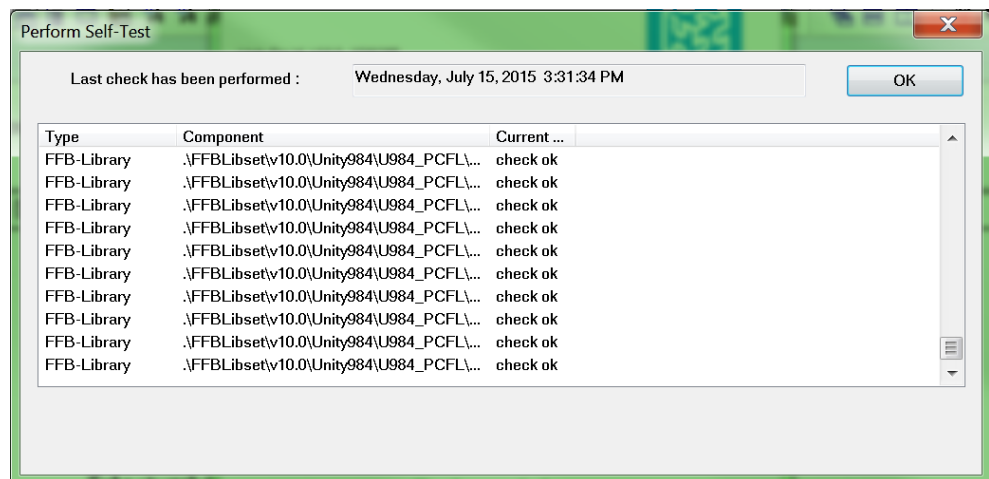 Perform Self-Test
Last check has been performed : Wednesday, July 15, 2015 3:31:34 PM OK
Type Component Current ...
FFB-Library .\FFBLibset\v10.0\Unity984\U984_PCFL\... check ok
FFB-Library .\FFBLibset\v10.0\Unity984\U984_PCFL\... check ok
FFB-Library .\FFBLibset\v10.0\Unity984\U984_PCFL\... check ok
FFB-Library .\FFBLibset\v10.0\Unity984\U984_PCFL\... check ok
FFB-Library .\FFBLibset\v10.0\Unity984\U984_PCFL\... check ok
FFB-Library .\FFBLibset\v10.0\Unity984\U984_PCFL\... check ok
FFB-Library .\FFBLibset\v10.0\Unity984\U984_PCFL\... check ok
FFB-Library .\FFBLibset\v10.0\Unity984\U984_PCFL\... check ok
FFB-Library .\FFBLibset\v10.0\Unity984\U984_PCFL\... check ok
FFB-Library .\FFBLibset\v10.0\Unity984\U984_PCFL\... check ok